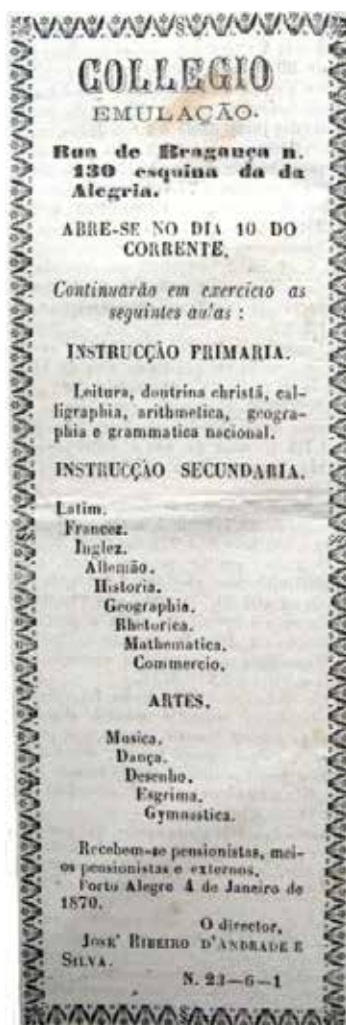 COLLEGIO
EMULAÇÃO.
Rua de Bragança n.
130 esquina da da
Alegria.
ABRE-SE NO DIA 10 DO
CORRENTE.
Continuarão em exercicio as
seguintes aulas :
INSTRUCÇÃO PRIMARIA.
Leitura, doutrina christã, cal-
ligraphia, arithmetica, geogra-
phia e grammatica nacional.
INSTRUCÇÃO SECUNDARIA.
Latim.
Francez.
Inglez.
Allemão.
Historia.
Geographia.
Rhetorica.
Mathematica.
Commercio.
ARTES.
Musica.
Dança.
Desenho.
Esgrima.
Gymnastica.
Recebem-se pensionistas, mei-
os pensionistas e externos.
Porto Alegre 4 de Janeiro de
1870.
O director,
JOSE' RIBEIRO D'ANDRADE E
SILVA.
N. 23—6—1